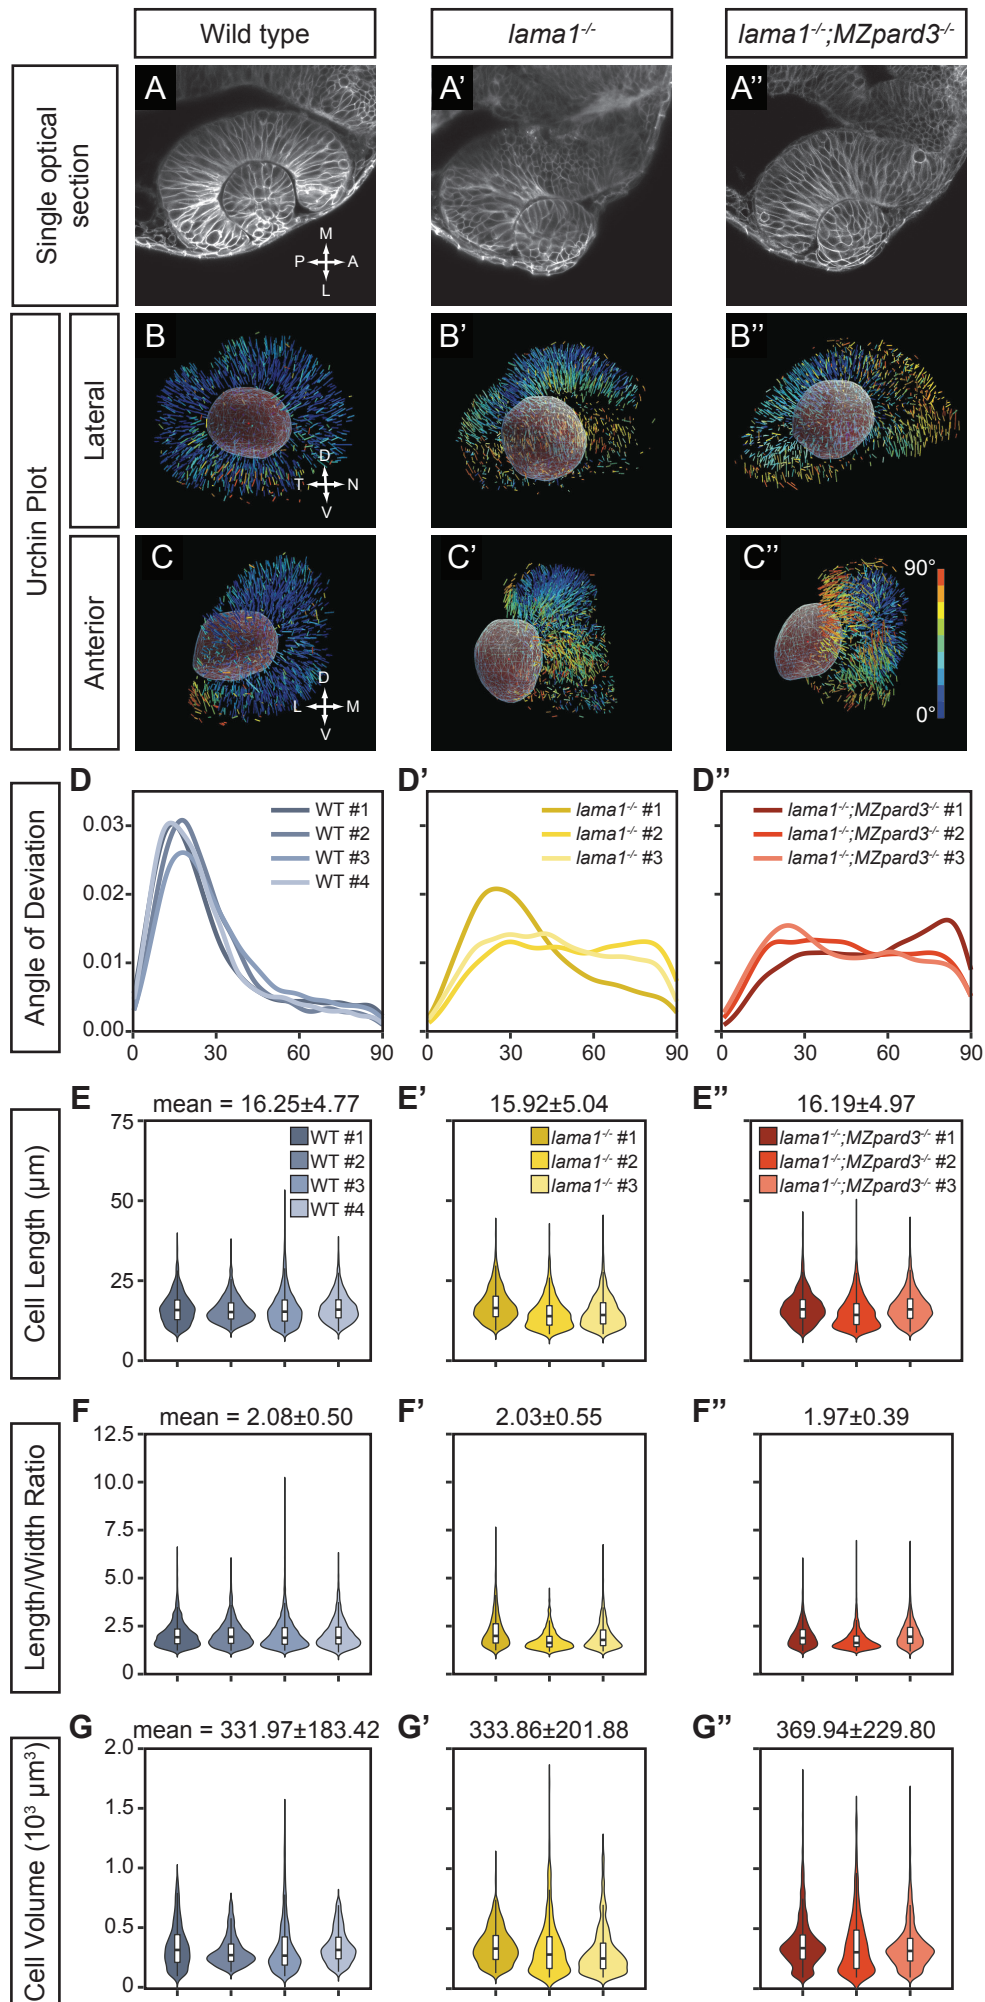 Wild type
lama1-/-
lama1-/-;MZpard3-/-
Single optical section
A
M
P A
L
A'
A''
Urchin Plot
Lateral
B
D
T N
V
B'
B''
Anterior
C
D
L M
V
C'
C''
90°
0°
Angle of Deviation
D
WT #1
WT #2
WT #3
WT #4
0.03
0.02
0.01
0.00
0 30 60 90
D'
lama1-/- #1
lama1-/- #2
lama1-/- #3
0 30 60 90
D''
lama1-/-;MZpard3-/- #1
lama1-/-;MZpard3-/- #2
lama1-/-;MZpard3-/- #3
0 30 60 90
Cell Length (µm)
E
mean = 16.25±4.77
WT #1
WT #2
WT #3
WT #4
75
50
25
0
E'
15.92±5.04
lama1-/- #1
lama1-/- #2
lama1-/- #3
E''
16.19±4.97
lama1-/-;MZpard3-/- #1
lama1-/-;MZpard3-/- #2
lama1-/-;MZpard3-/- #3
Length/Width Ratio
F
mean = 2.08±0.50
12.5
10.0
7.5
5.0
2.5
0
F'
2.03±0.55
F''
1.97±0.39
Cell Volume (10³ µm³)
G
mean = 331.97±183.42
2.0
1.5
1.0
0.5
0
G'
333.86±201.88
G''
369.94±229.80